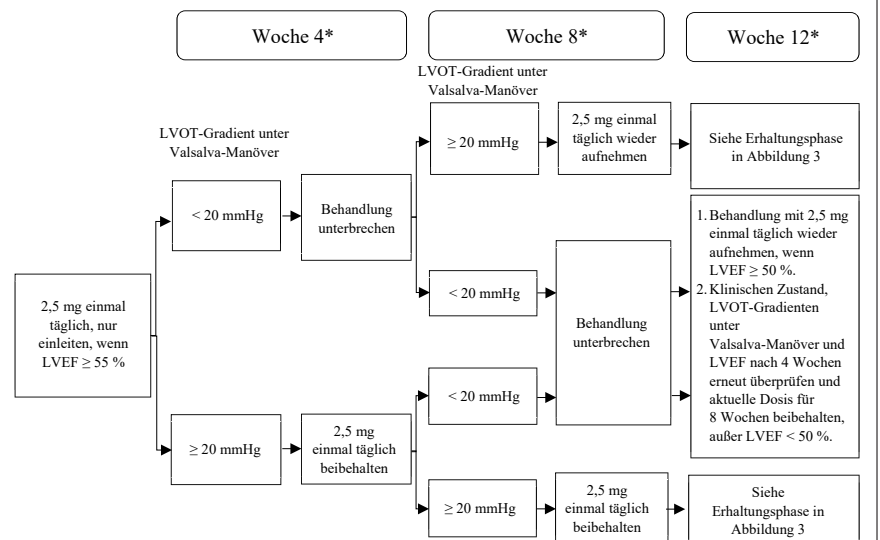 Woche 4*
Woche 8*
Woche 12*
LVOT-Gradient unter
Valsalva-Manöver
LVOT-Gradient unter
Valsalva-Manöver
2,5 mg einmal
täglich, nur
einleiten, wenn
LVEF ≥ 55 %
< 20 mmHg
Behandlung
unterbrechen
≥ 20 mmHg
2,5 mg einmal
täglich wieder
aufnehmen
Siehe Erhaltungsphase
in Abbildung 3
< 20 mmHg
Behandlung
unterbrechen
1. Behandlung mit 2,5 mg
einmal täglich wieder
aufnehmen, wenn
LVEF ≥ 50 %.
2. Klinischen Zustand,
LVOT-Gradienten
unter
Valsalva-Manöver und
LVEF nach 4 Wochen
erneut überprüfen und
aktuelle Dosis für
8 Wochen beibehalten,
außer LVEF < 50 %.
≥ 20 mmHg
2,5 mg
einmal täglich
beibehalten
< 20 mmHg
≥ 20 mmHg
2,5 mg
einmal täglich
beibehalten
Siehe
Erhaltungsphase in
Abbildung 3